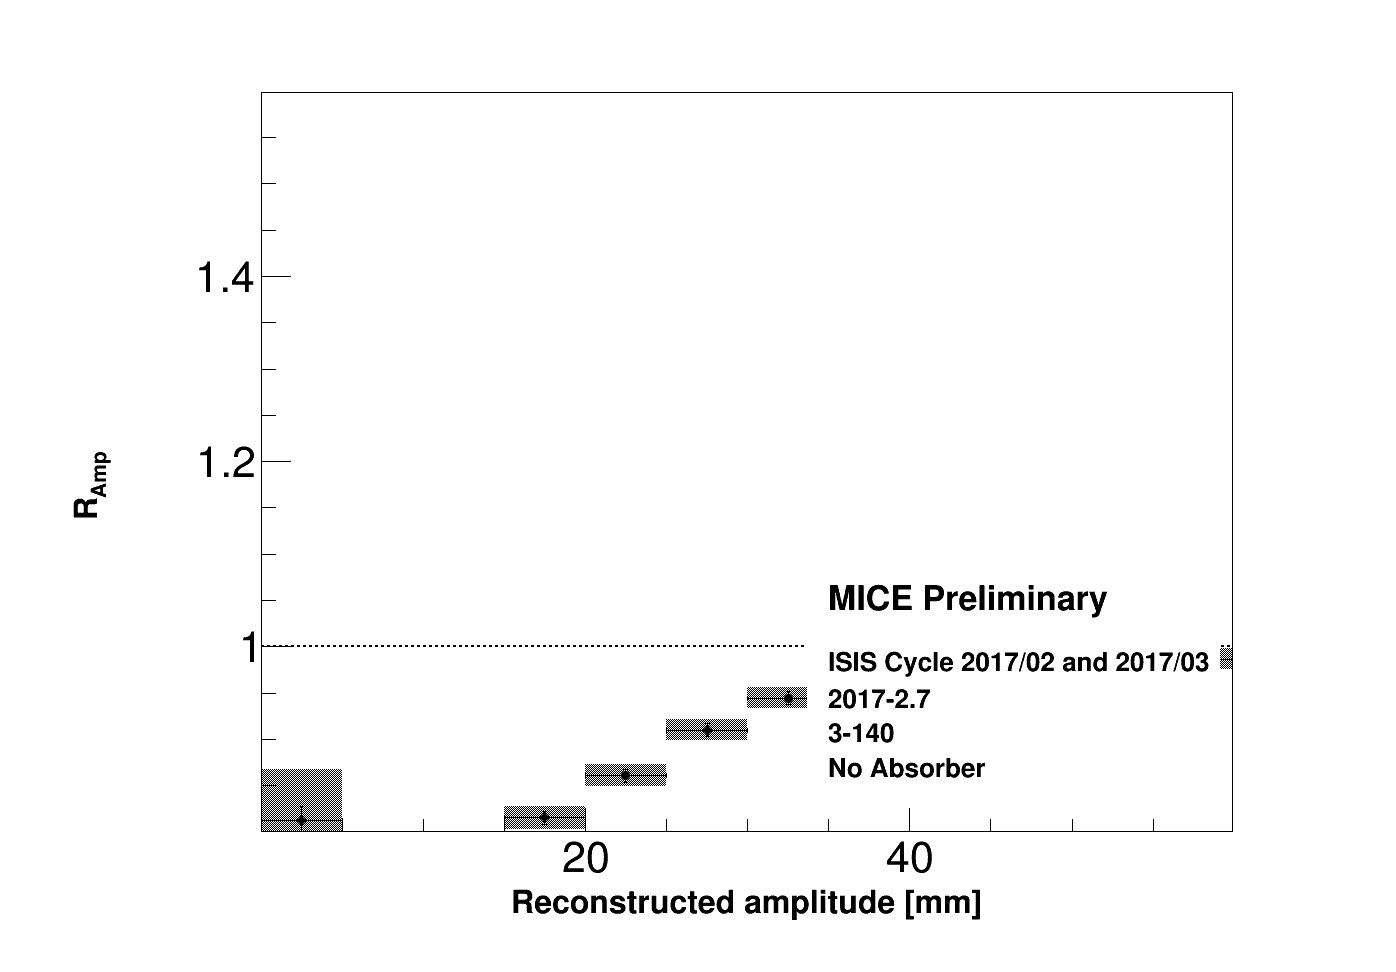 1.4
1.2
R_Amp
1
MICE Preliminary
ISIS Cycle 2017/02 and 2017/03
2017-2.7
3-140
No Absorber
20 40
Reconstructed amplitude [mm]